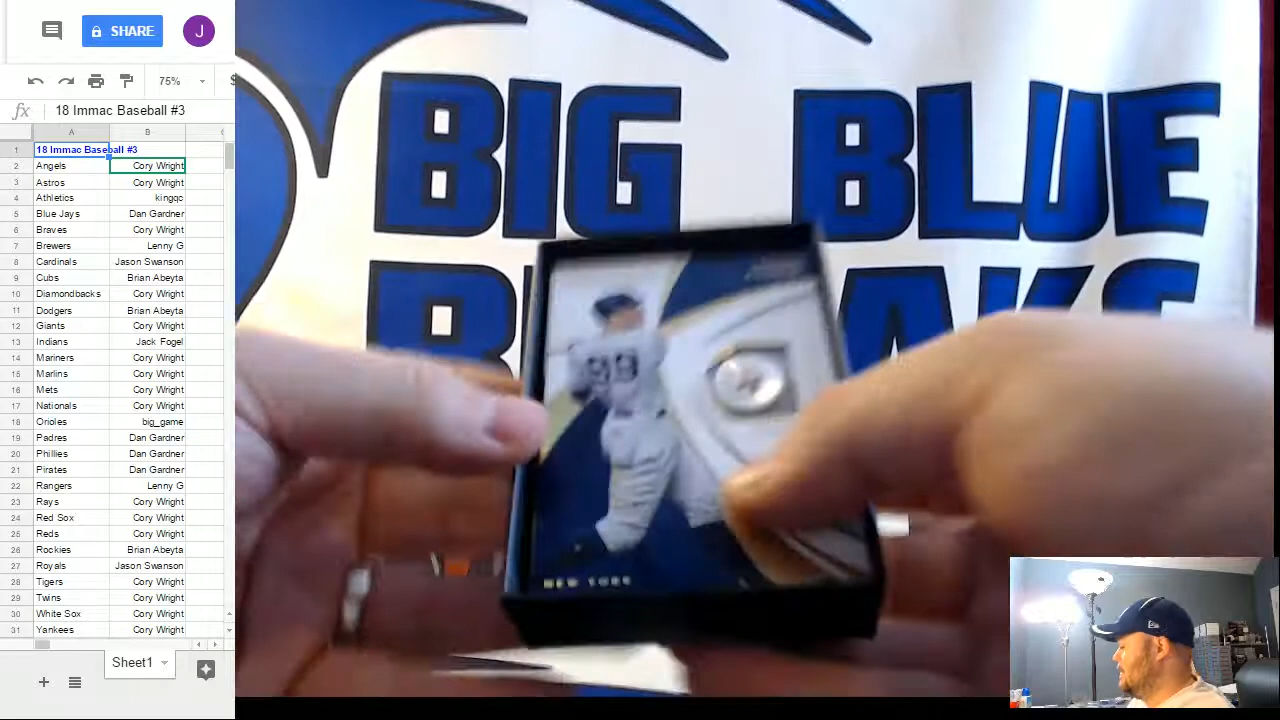 SHARE
J
75%
$
fx 18 Immac Baseball #3
A B
1 18 Immac Baseball #3
2 Angels Cory Wright
3 Astros Cory Wright
4 Athletics kingqc
5 Blue Jays Dan Gardner
6 Braves Cory Wright
7 Brewers Lenny G
8 Cardinals Jason Swanson
9 Cubs Brian Abeyta
10 Diamondbacks Cory Wright
11 Dodgers Brian Abeyta
12 Giants Cory Wright
13 Indians Jack Fogel
14 Mariners Cory Wright
15 Marlins Cory Wright
16 Mets Cory Wright
17 Nationals Cory Wright
18 Orioles big_game
19 Padres Dan Gardner
20 Phillies Dan Gardner
21 Pirates Dan Gardner
22 Rangers Lenny G
23 Rays Cory Wright
24 Red Sox Cory Wright
25 Reds Cory Wright
26 Rockies Brian Abeyta
27 Royals Jason Swanson
28 Tigers Cory Wright
29 Twins Cory Wright
30 White Sox Cory Wright
31 Yankees Cory Wright
Sheet1
BIG BLUE
99
NEW YORK